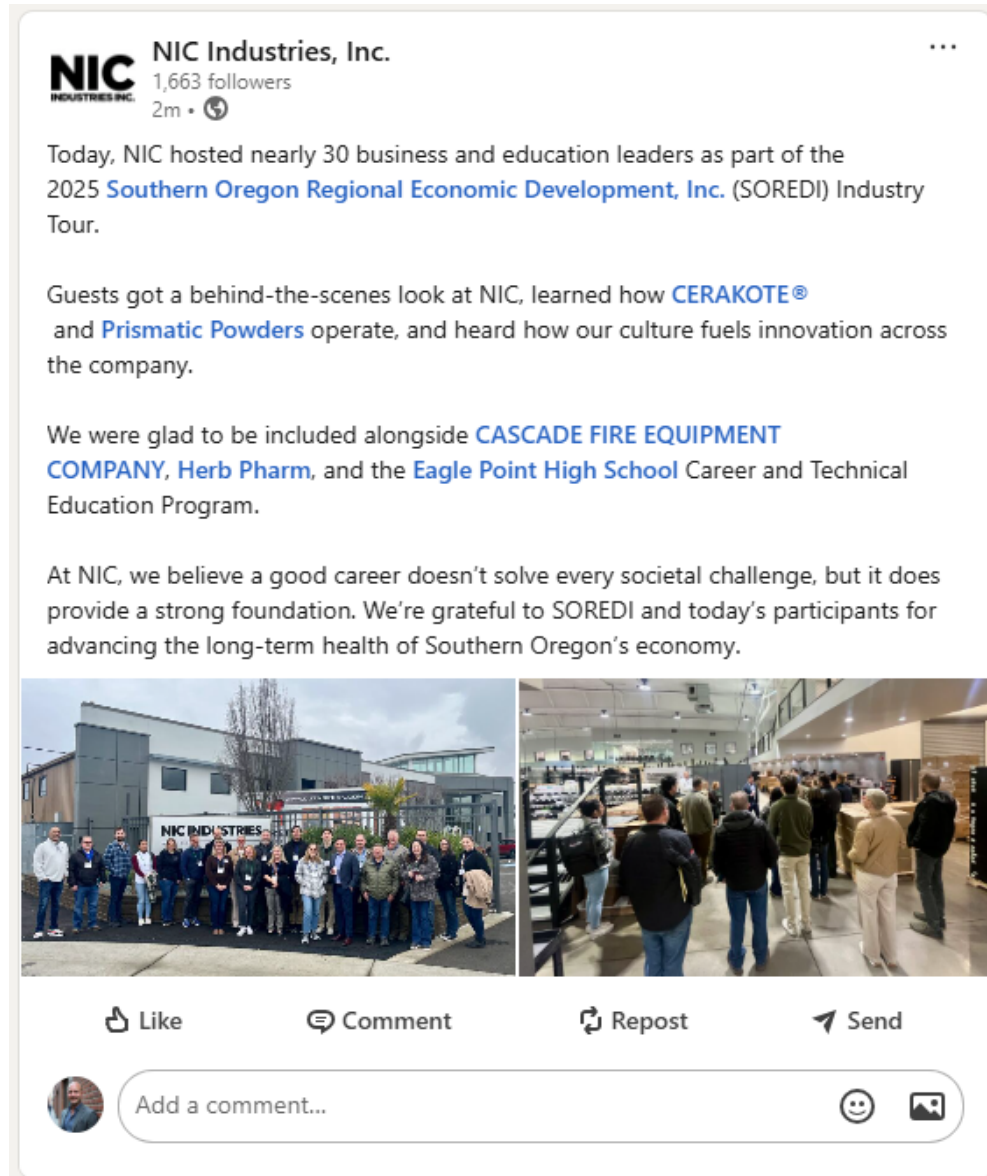 NIC
INDUSTRIES INC.
NIC Industries, Inc.
1,663 followers
2m •
Today, NIC hosted nearly 30 business and education leaders as part of the
2025 Southern Oregon Regional Economic Development, Inc. (SOREDI) Industry
Tour.
Guests got a behind-the-scenes look at NIC, learned how CERAKOTE®
and Prismatic Powders operate, and heard how our culture fuels innovation across
the company.
We were glad to be included alongside CASCADE FIRE EQUIPMENT
COMPANY, Herb Pharm, and the Eagle Point High School Career and Technical
Education Program.
At NIC, we believe a good career doesn’t solve every societal challenge, but it does
provide a strong foundation. We’re grateful to SOREDI and today’s participants for
advancing the long-term health of Southern Oregon’s economy.
NIC INDUSTRIES
Like Comment Repost Send
Add a comment...